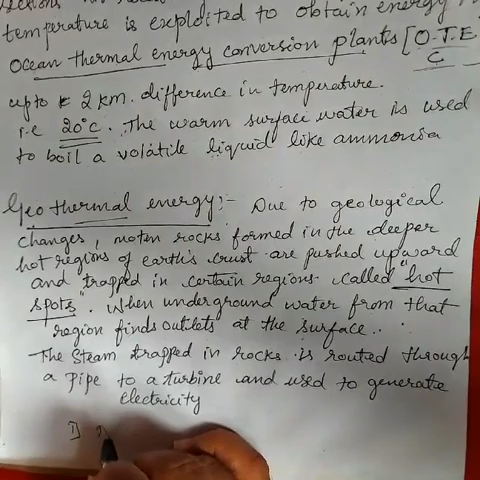 temperature is exploited to obtain energy
ocean thermal energy conversion plants [O.T.E
C
upto 2 km. difference in temperature.
i.e 20°C. The warm surface water is used
to boil a volatile liquid like ammonia
Geothermal energy:- Due to geological
changes, moten rocks formed in the deeper
hot regions of earth's crust are pushed upward
and trapped in certain regions called "hot
spots". When underground water from that
region finds outlets at the surface..
The Steam trapped in rocks is routed through
a pipe to a turbine and used to generate
electricity